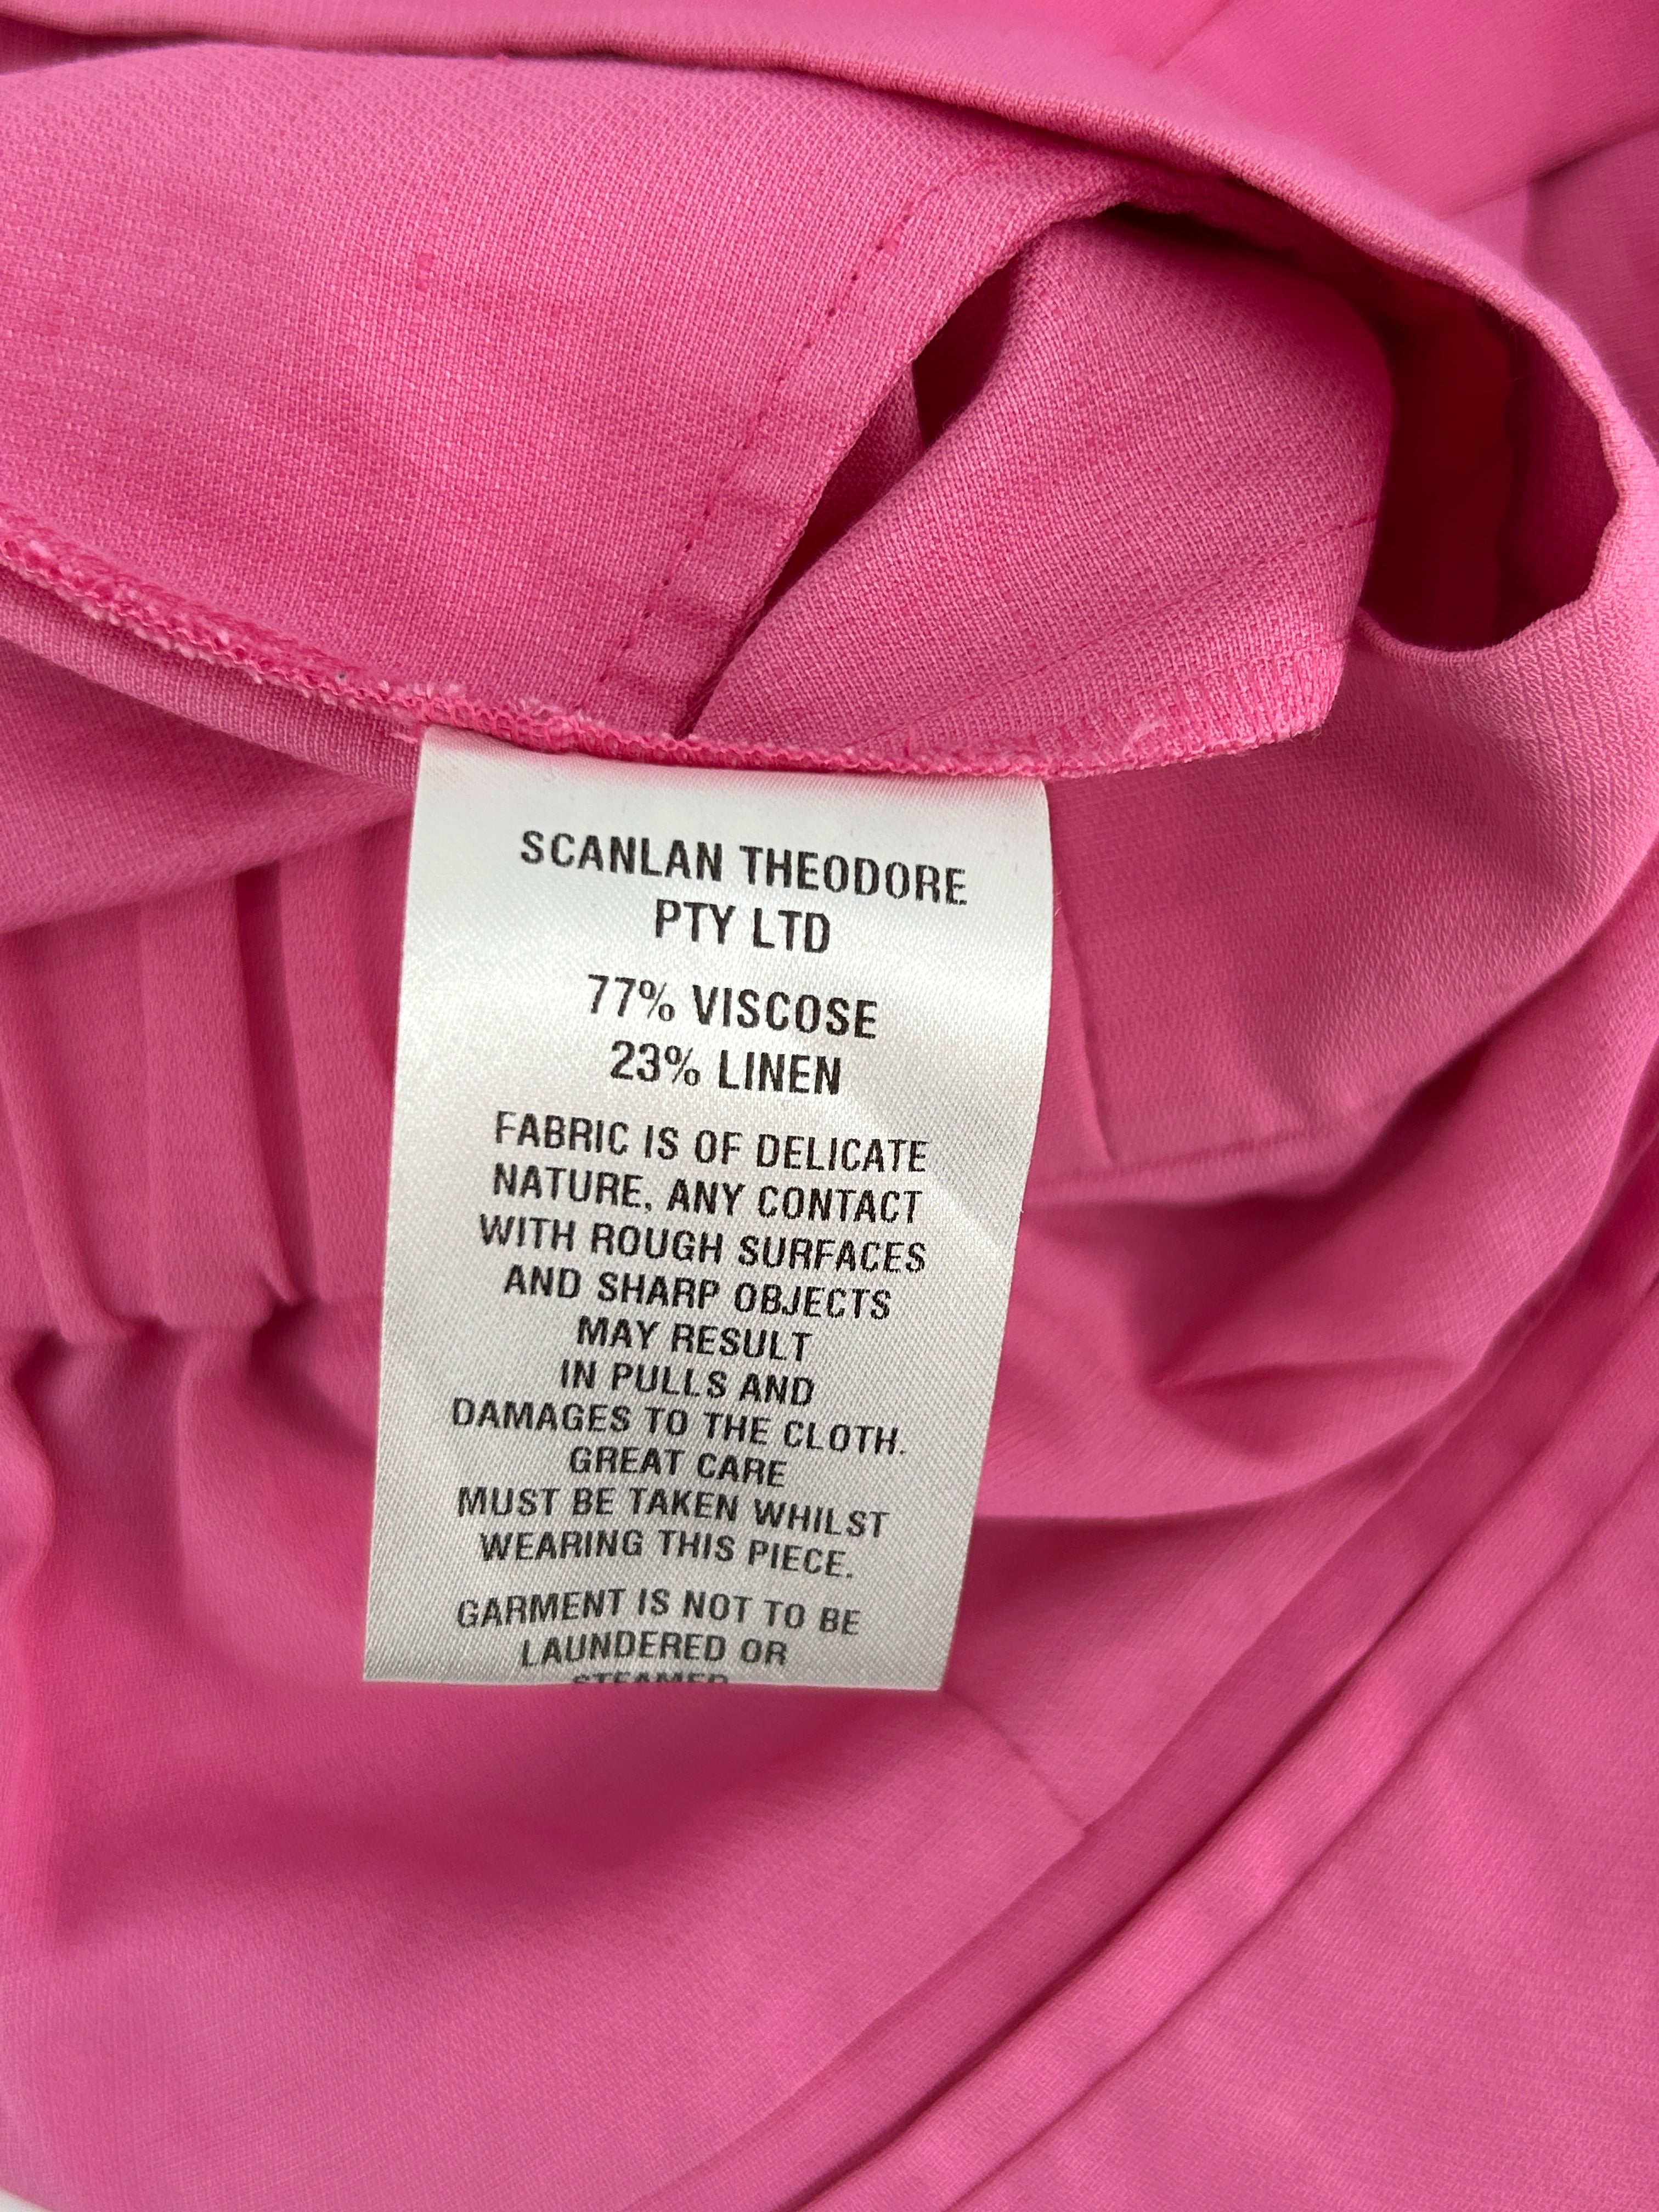 SCANLAN THEODORE
PTY LTD
77% VISCOSE
23% LINEN
FABRIC IS OF DELICATE
NATURE, ANY CONTACT
WITH ROUGH SURFACES
AND SHARP OBJECTS
MAY RESULT
IN PULLS AND
DAMAGES TO THE CLOTH.
GREAT CARE
MUST BE TAKEN WHILST
WEARING THIS PIECE.
GARMENT IS NOT TO BE
LAUNDERED OR
STEAMED